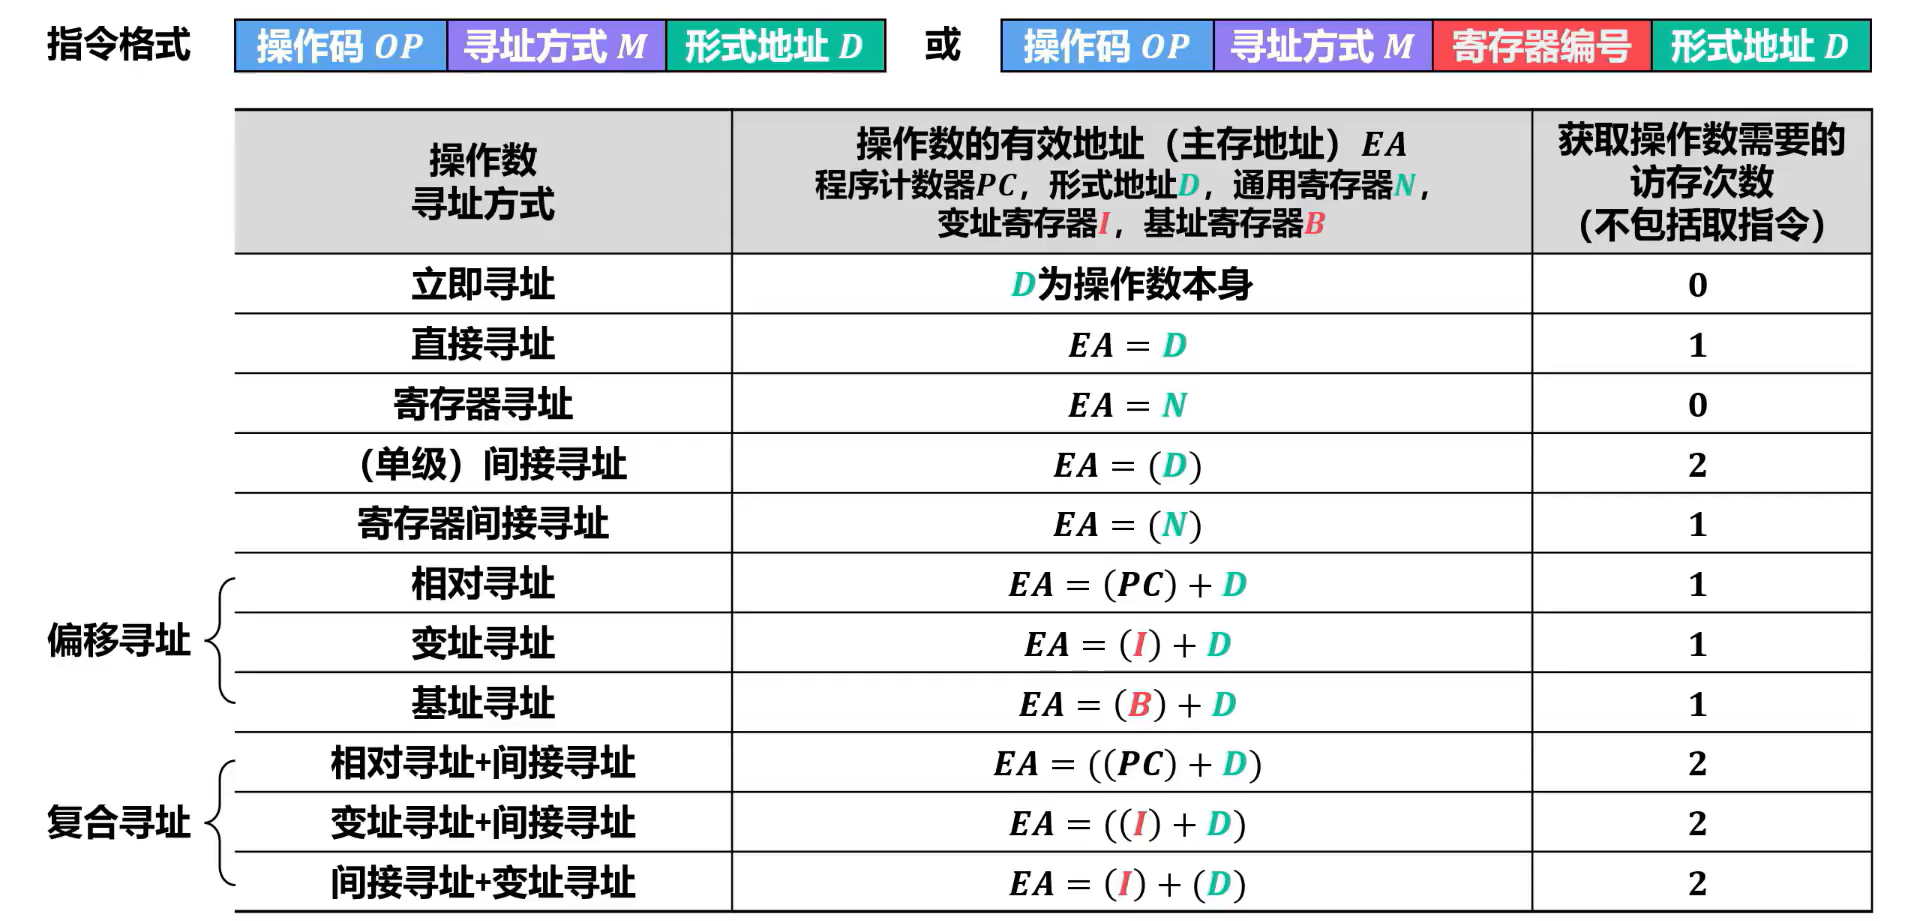 指令格式 操作码 OP 寻址方式 M 形式地址 D 或 操作码 OP 寻址方式 M 寄存器编号 形式地址 D
操作数
寻址方式
操作数的有效地址（主存地址）EA
程序计数器PC，形式地址D，通用寄存器N，
变址寄存器I，基址寄存器B
获取操作数需要的
访存次数
（不包括取指令）
立即寻址 D为操作数本身 0
直接寻址 EA = D 1
寄存器寻址 EA = N 0
（单级）间接寻址 EA = (D) 2
寄存器间接寻址 EA = (N) 1
偏移寻址
相对寻址 EA = (PC) + D 1
变址寻址 EA = (I) + D 1
基址寻址 EA = (B) + D 1
复合寻址
相对寻址+间接寻址 EA = ((PC) + D) 2
变址寻址+间接寻址 EA = ((I) + D) 2
间接寻址+变址寻址 EA = (I) + (D) 2